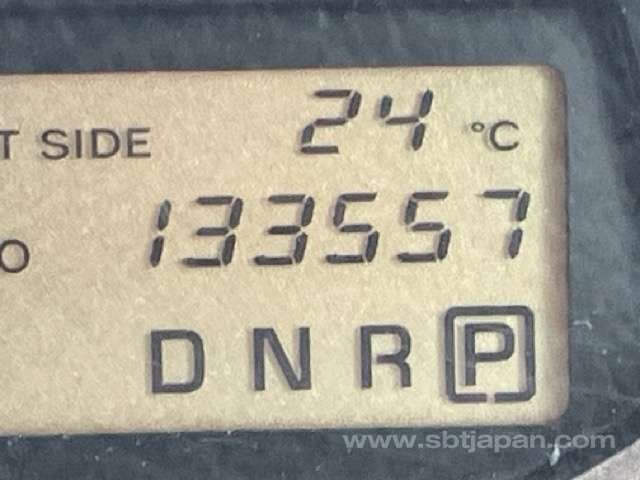 T SIDE 24 °C
O 133557
D N R P
www.sbtjapan.com